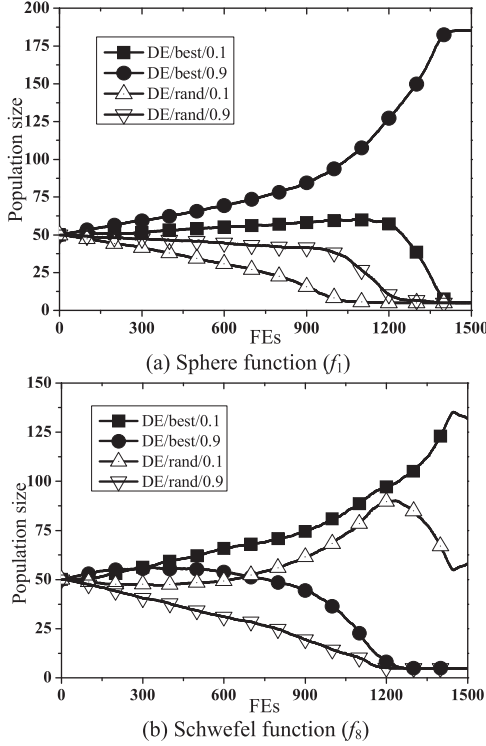 200
175
150
125
100
75
50
25
0
Population size
DE/best/0.1
DE/best/0.9
DE/rand/0.1
DE/rand/0.9
0 300 600 900 1200 1500
FEs
(a) Sphere function (f1)
150
125
100
75
50
25
0
Population size
DE/best/0.1
DE/best/0.9
DE/rand/0.1
DE/rand/0.9
0 300 600 900 1200 1500
FEs
(b) Schwefel function (f8)